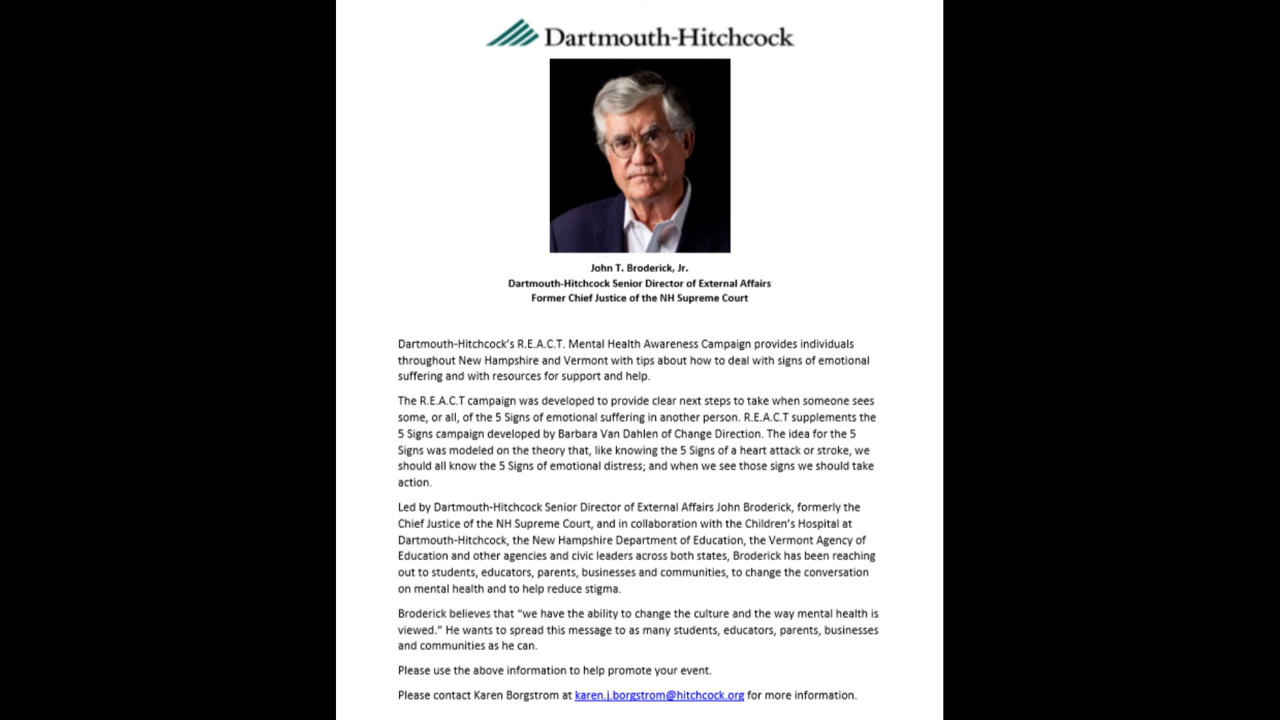 Dartmouth-Hitchcock
John T. Broderick, Jr.
Dartmouth-Hitchcock Senior Director of External Affairs
Former Chief Justice of the NH Supreme Court
Dartmouth-Hitchcock’s R.E.A.C.T. Mental Health Awareness Campaign provides individuals
throughout New Hampshire and Vermont with tips about how to deal with signs of emotional
suffering and with resources for support and help.
The R.E.A.C.T campaign was developed to provide clear next steps to take when someone sees
some, or all, of the 5 Signs of emotional suffering in another person. R.E.A.C.T supplements the
5 Signs campaign developed by Barbara Van Dahlen of Change Direction. The idea for the 5
Signs was modeled on the theory that, like knowing the 5 Signs of a heart attack or stroke, we
should all know the 5 Signs of emotional distress; and when we see those signs we should take
action.
Led by Dartmouth-Hitchcock Senior Director of External Affairs John Broderick, formerly the
Chief Justice of the NH Supreme Court, and in collaboration with the Children’s Hospital at
Dartmouth-Hitchcock, the New Hampshire Department of Education, the Vermont Agency of
Education and other agencies and civic leaders across both states, Broderick has been reaching
out to students, educators, parents, businesses and communities, to change the conversation
on mental health and to help reduce stigma.
Broderick believes that “we have the ability to change the culture and the way mental health is
viewed.” He wants to spread this message to as many students, educators, parents, businesses
and communities as he can.
Please use the above information to help promote your event.
Please contact Karen Borgstrom at karen.j.borgstrom@hitchcock.org for more information.